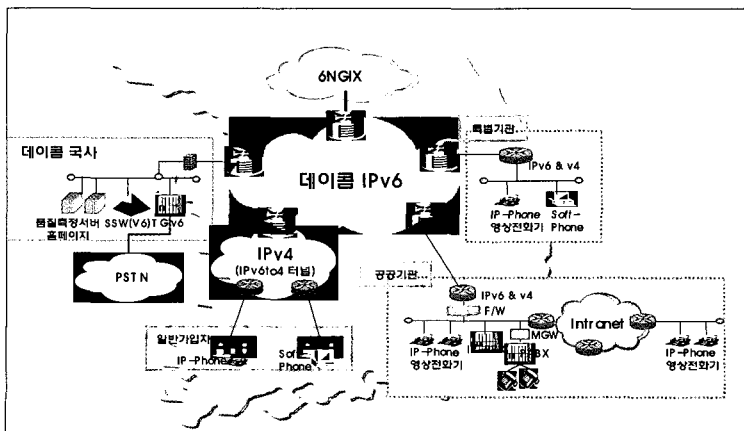 6NGIX
특별기관
데이콤 국사
데이콤 IPv6
IPv6 & v4
IP-Phone
영상전화기
Soft-
Phone
품질측정서버
홈페이지
SSW(V6)
TGv6
IPv4
(IPv6to4 터널)
PSTN
공공기관
IPv6 & v4
F/W
일반가입자
IP-Phone
Soft-
Phone
MGW
Intranet
IP-Phone
영상전화기
BX
IP-Phone
영상전화기